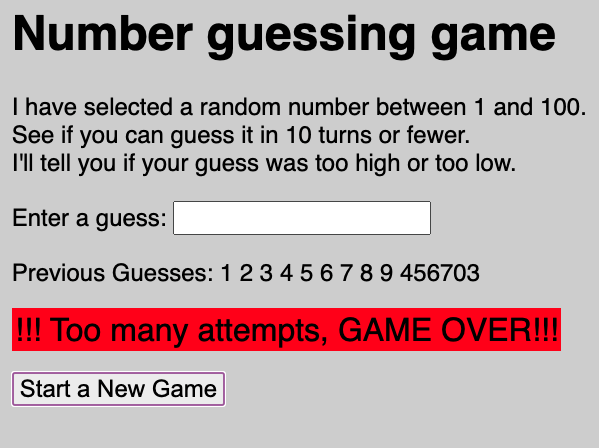 Number guessing game
I have selected a random number between 1 and 100.
See if you can guess it in 10 turns or fewer.
I'll tell you if your guess was too high or too low.
Enter a guess:
Previous Guesses: 1 2 3 4 5 6 7 8 9 456703
!!! Too many attempts, GAME OVER!!!
Start a New Game